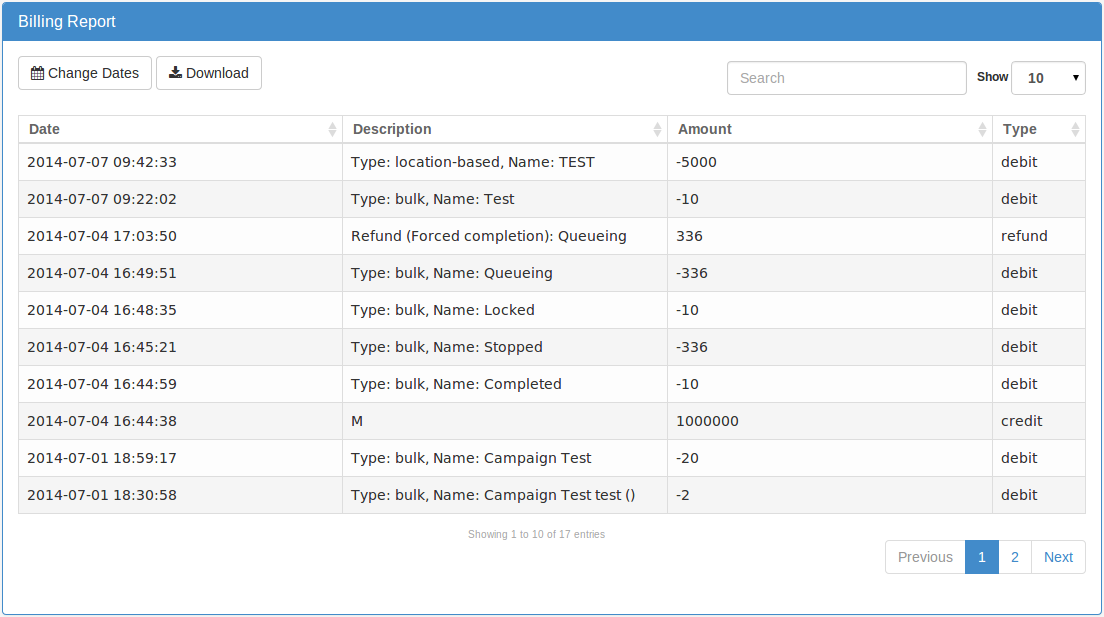 Billing Report
Change Dates Download Search Show 10
Date Description Amount Type
2014-07-07 09:42:33 Type: location-based, Name: TEST -5000 debit
2014-07-07 09:22:02 Type: bulk, Name: Test -10 debit
2014-07-04 17:03:50 Refund (Forced completion): Queueing 336 refund
2014-07-04 16:49:51 Type: bulk, Name: Queueing -336 debit
2014-07-04 16:48:35 Type: bulk, Name: Locked -10 debit
2014-07-04 16:45:21 Type: bulk, Name: Stopped -336 debit
2014-07-04 16:44:59 Type: bulk, Name: Completed -10 debit
2014-07-04 16:44:38 M 1000000 credit
2014-07-01 18:59:17 Type: bulk, Name: Campaign Test -20 debit
2014-07-01 18:30:58 Type: bulk, Name: Campaign Test test () -2 debit
Showing 1 to 10 of 17 entries
Previous 1 2 Next